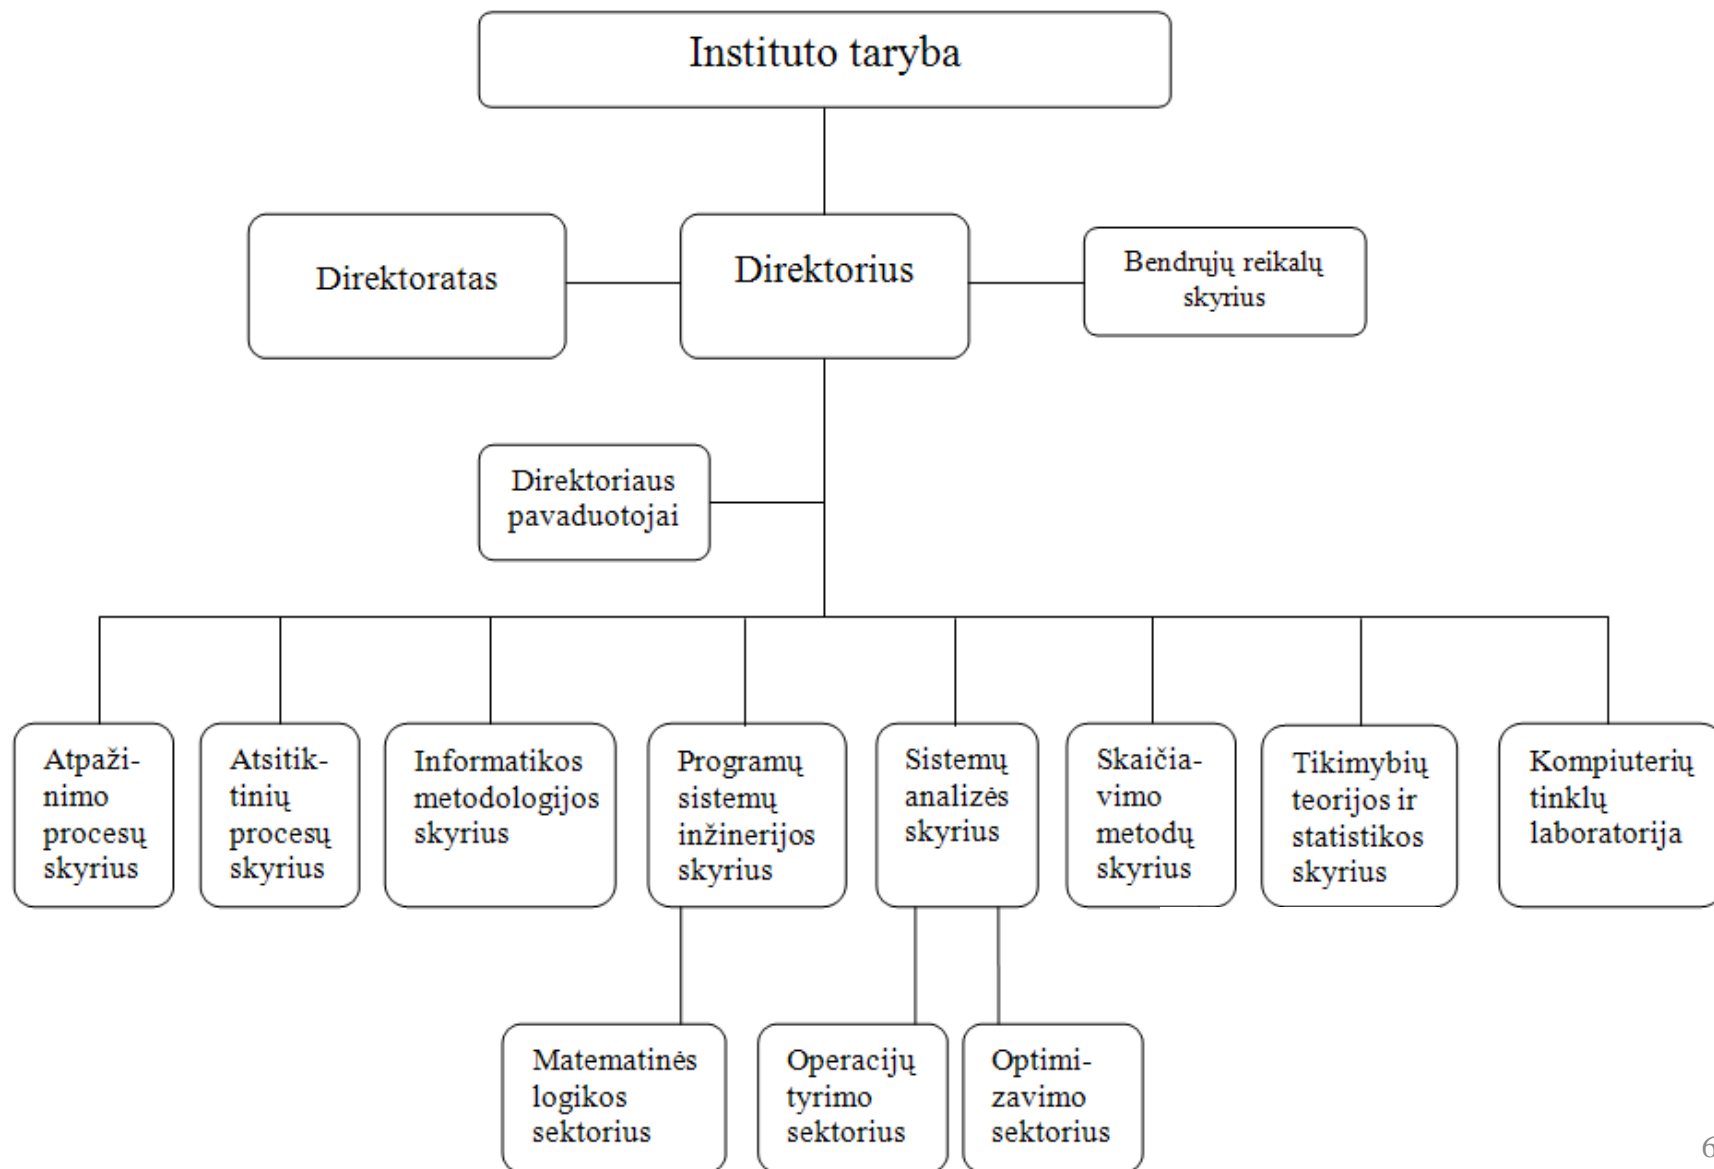 Instituto taryba
Direktoratas
Direktorius
Bendrųjų reikalų
skyrius
Direktoriaus
pavaduotojai
Atpaži-
nimo
procesų
skyrius
Atsitik-
tinių
procesų
skyrius
Informatikos
metodologijos
skyrius
Programų
sistemų
inžinerijos
skyrius
Sistemų
analizės
skyrius
Skaičia-
vimo
metodų
skyrius
Tikimybių
teorijos ir
statistikos
skyrius
Kompiuterių
tinklų
laboratorija
Matematinės
logikos
sektorius
Operacijų
tyrimo
sektorius
Optimi-
zavimo
sektorius
6